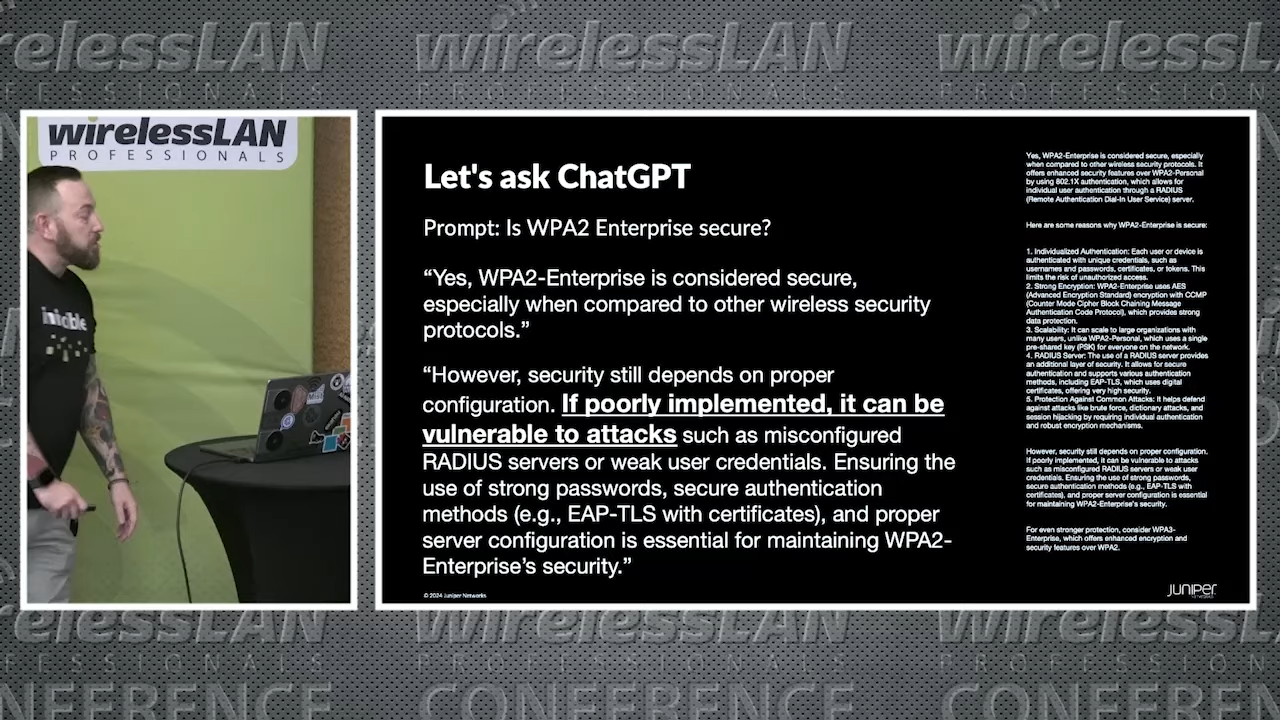 elessLAN
wirelessLAN
wirelessL
OFESSIONALS
PROFESSIONALS
PROFESSION
wirelessLAN
PROFESSIONALS
Let's ask ChatGPT
Prompt: Is WPA2 Enterprise secure?
“Yes, WPA2-Enterprise is considered secure,
especially when compared to other wireless security
protocols.”
“However, security still depends on proper
configuration. If poorly implemented, it can be
vulnerable to attacks such as misconfigured
RADIUS servers or weak user credentials. Ensuring the
use of strong passwords, secure authentication
methods (e.g., EAP-TLS with certificates), and proper
server configuration is essential for maintaining WPA2-
Enterprise’s security.”
© 2024 Juniper Networks
Yes, WPA2-Enterprise is considered secure, especially
when compared to other wireless security protocols. It
offers enhanced security features over WPA2-Personal
by using 802.1X authentication, which allows for
individual user authentication through a RADIUS
(Remote Authentication Dial-In User Service) server.
Here are some reasons why WPA2-Enterprise is secure:
1. Individualized Authentication: Each user or device is
authenticated with unique credentials, such as
usernames and passwords, certificates, or tokens. This
limits the risk of unauthorized access.
2. Strong Encryption: WPA2-Enterprise uses AES
(Advanced Encryption Standard) encryption with CCMP
(Counter Mode Cipher Block Chaining Message
Authentication Code Protocol), which provides strong
data protection.
3. Scalability: It can scale to large organizations with
many users, unlike WPA2-Personal, which uses a single
pre-shared key (PSK) for everyone on the network.
4. RADIUS Server: The use of a RADIUS server provides
an additional layer of security. It allows for secure
authentication and supports various authentication
methods, including EAP-TLS, which uses digital
certificates, offering very high security.
5. Protection Against Common Attacks: It helps defend
against attacks like brute force, dictionary attacks, and
session hijacking by requiring individual authentication
and robust encryption mechanisms.
However, security still depends on proper configuration.
If poorly implemented, it can be vulnerable to attacks
such as misconfigured RADIUS servers or weak user
credentials. Ensuring the use of strong passwords,
secure authentication methods (e.g., EAP-TLS with
certificates), and proper server configuration is essential
for maintaining WPA2-Enterprise's security.
For even stronger protection, consider WPA3-
Enterprise, which offers enhanced encryption and
security features over WPA2.
JUNIPER
NETWORKS
elessLAN
wirelessLAN
wirelessL
OFESSIONALS
PROFESSIONALS
PROFESSION
NFERENCE
CONFERENCE
CONFEREN